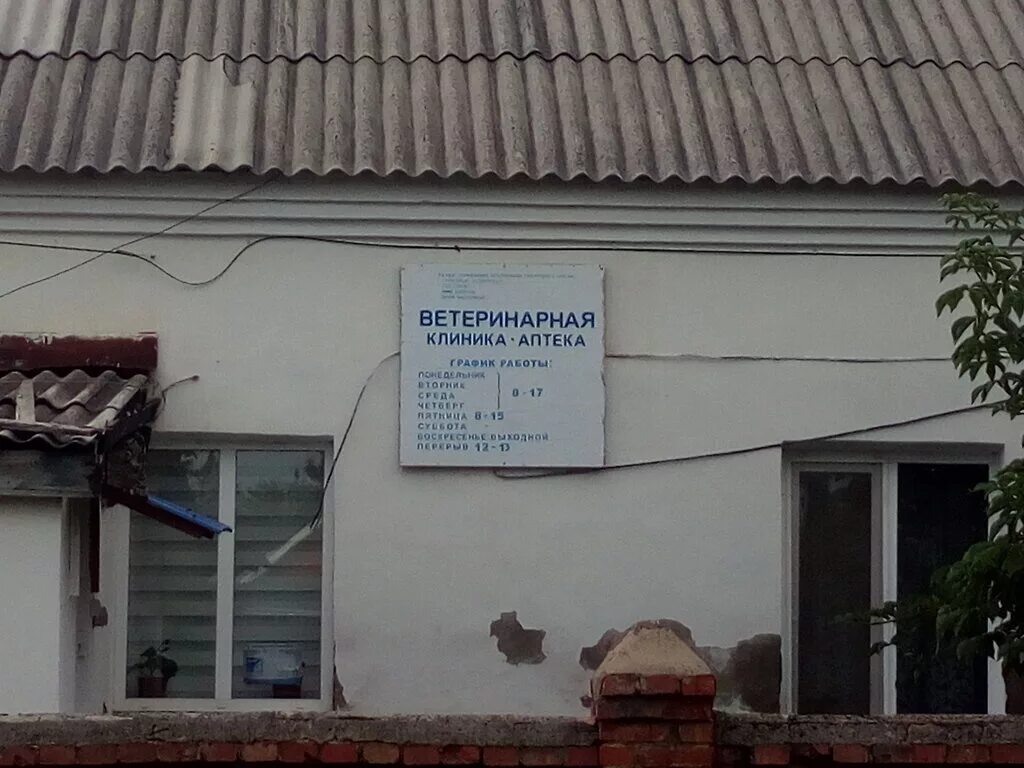 ВЕТЕРИНАРНАЯ
КЛИНИКА · АПТЕКА
ГРАФИК РАБОТЫ:
ПОНЕДЕЛЬНИК
ВТОРНИК
СРЕДА 8 - 17
ЧЕТВЕРГ
ПЯТНИЦА 8 - 15
СУББОТА -
ВОСКРЕСЕНЬЕ ВЫХОДНОЙ
ПЕРЕРЫВ 12 - 13